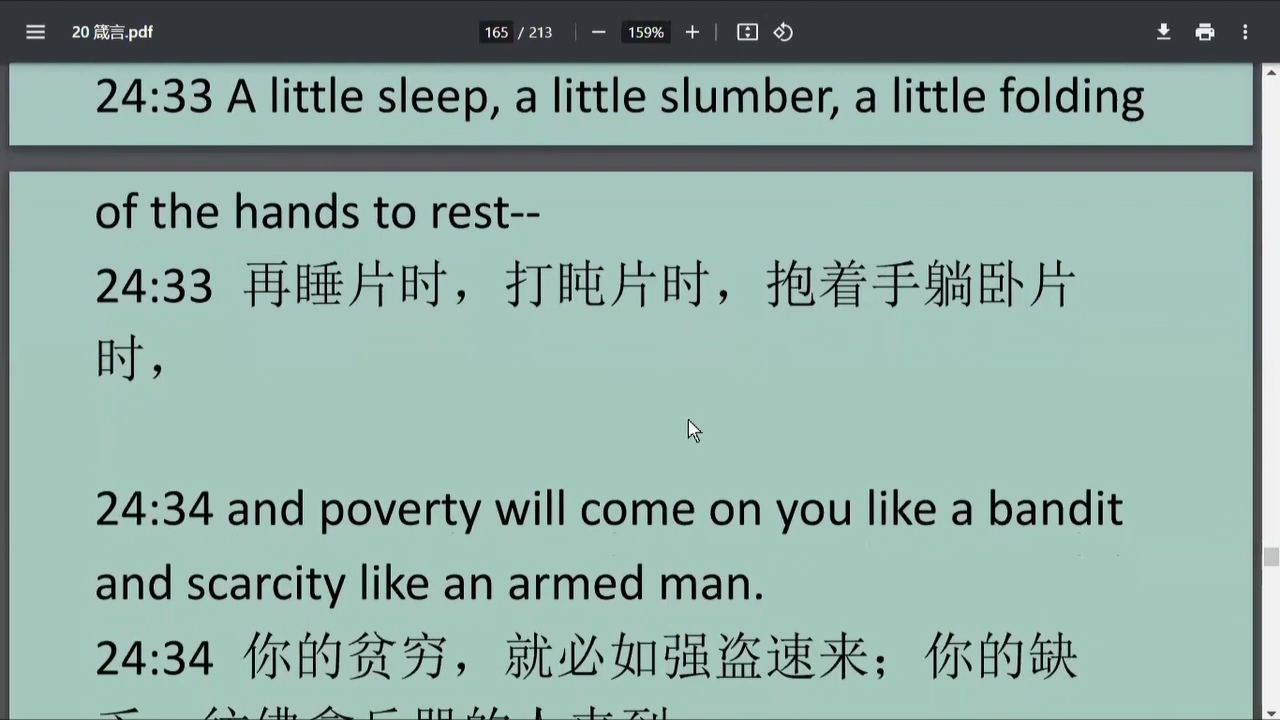 20 箴言.pdf
165 / 213
159%
24:33 A little sleep, a little slumber, a little folding
of the hands to rest--
24:33 再睡片时，打盹片时，抱着手躺卧片
时，
24:34 and poverty will come on you like a bandit
and scarcity like an armed man.
24:34 你的贫穷，就必如强盗速来；你的缺